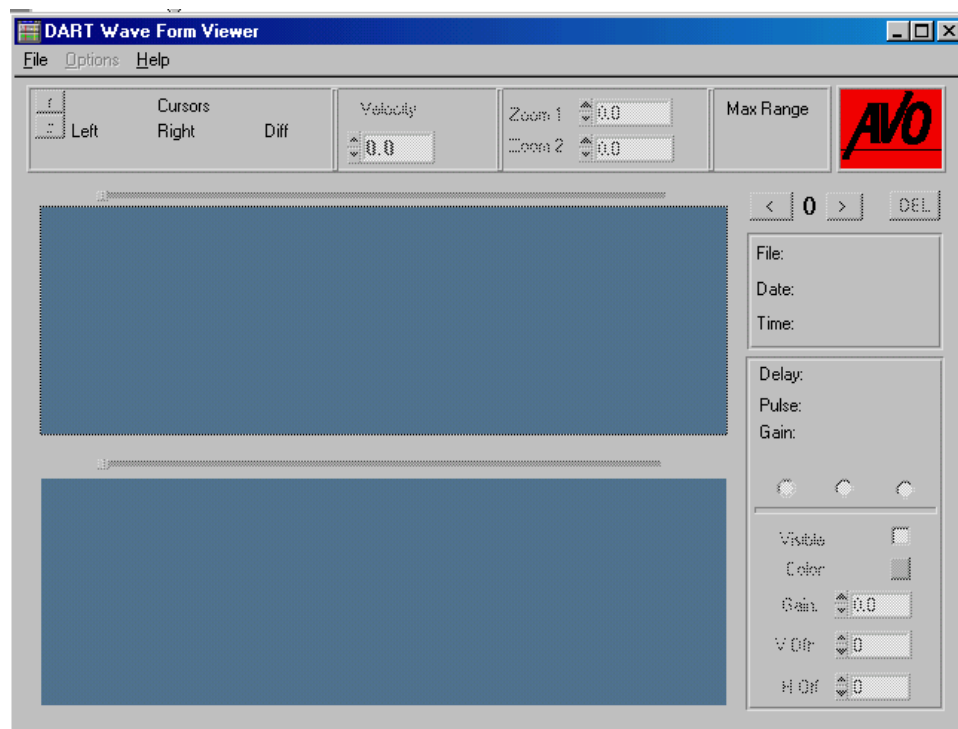 DART Wave Form Viewer
File Options Help
Cursors
Left Right Diff
Velocity
0.0
Zoom 1 0.0
Zoom 2 0.0
Max Range
AVO
< 0 > DEL
File:
Date:
Time:
Delay:
Pulse:
Gain:
Visible
Color
Gain. 0.0
0
H Off 0